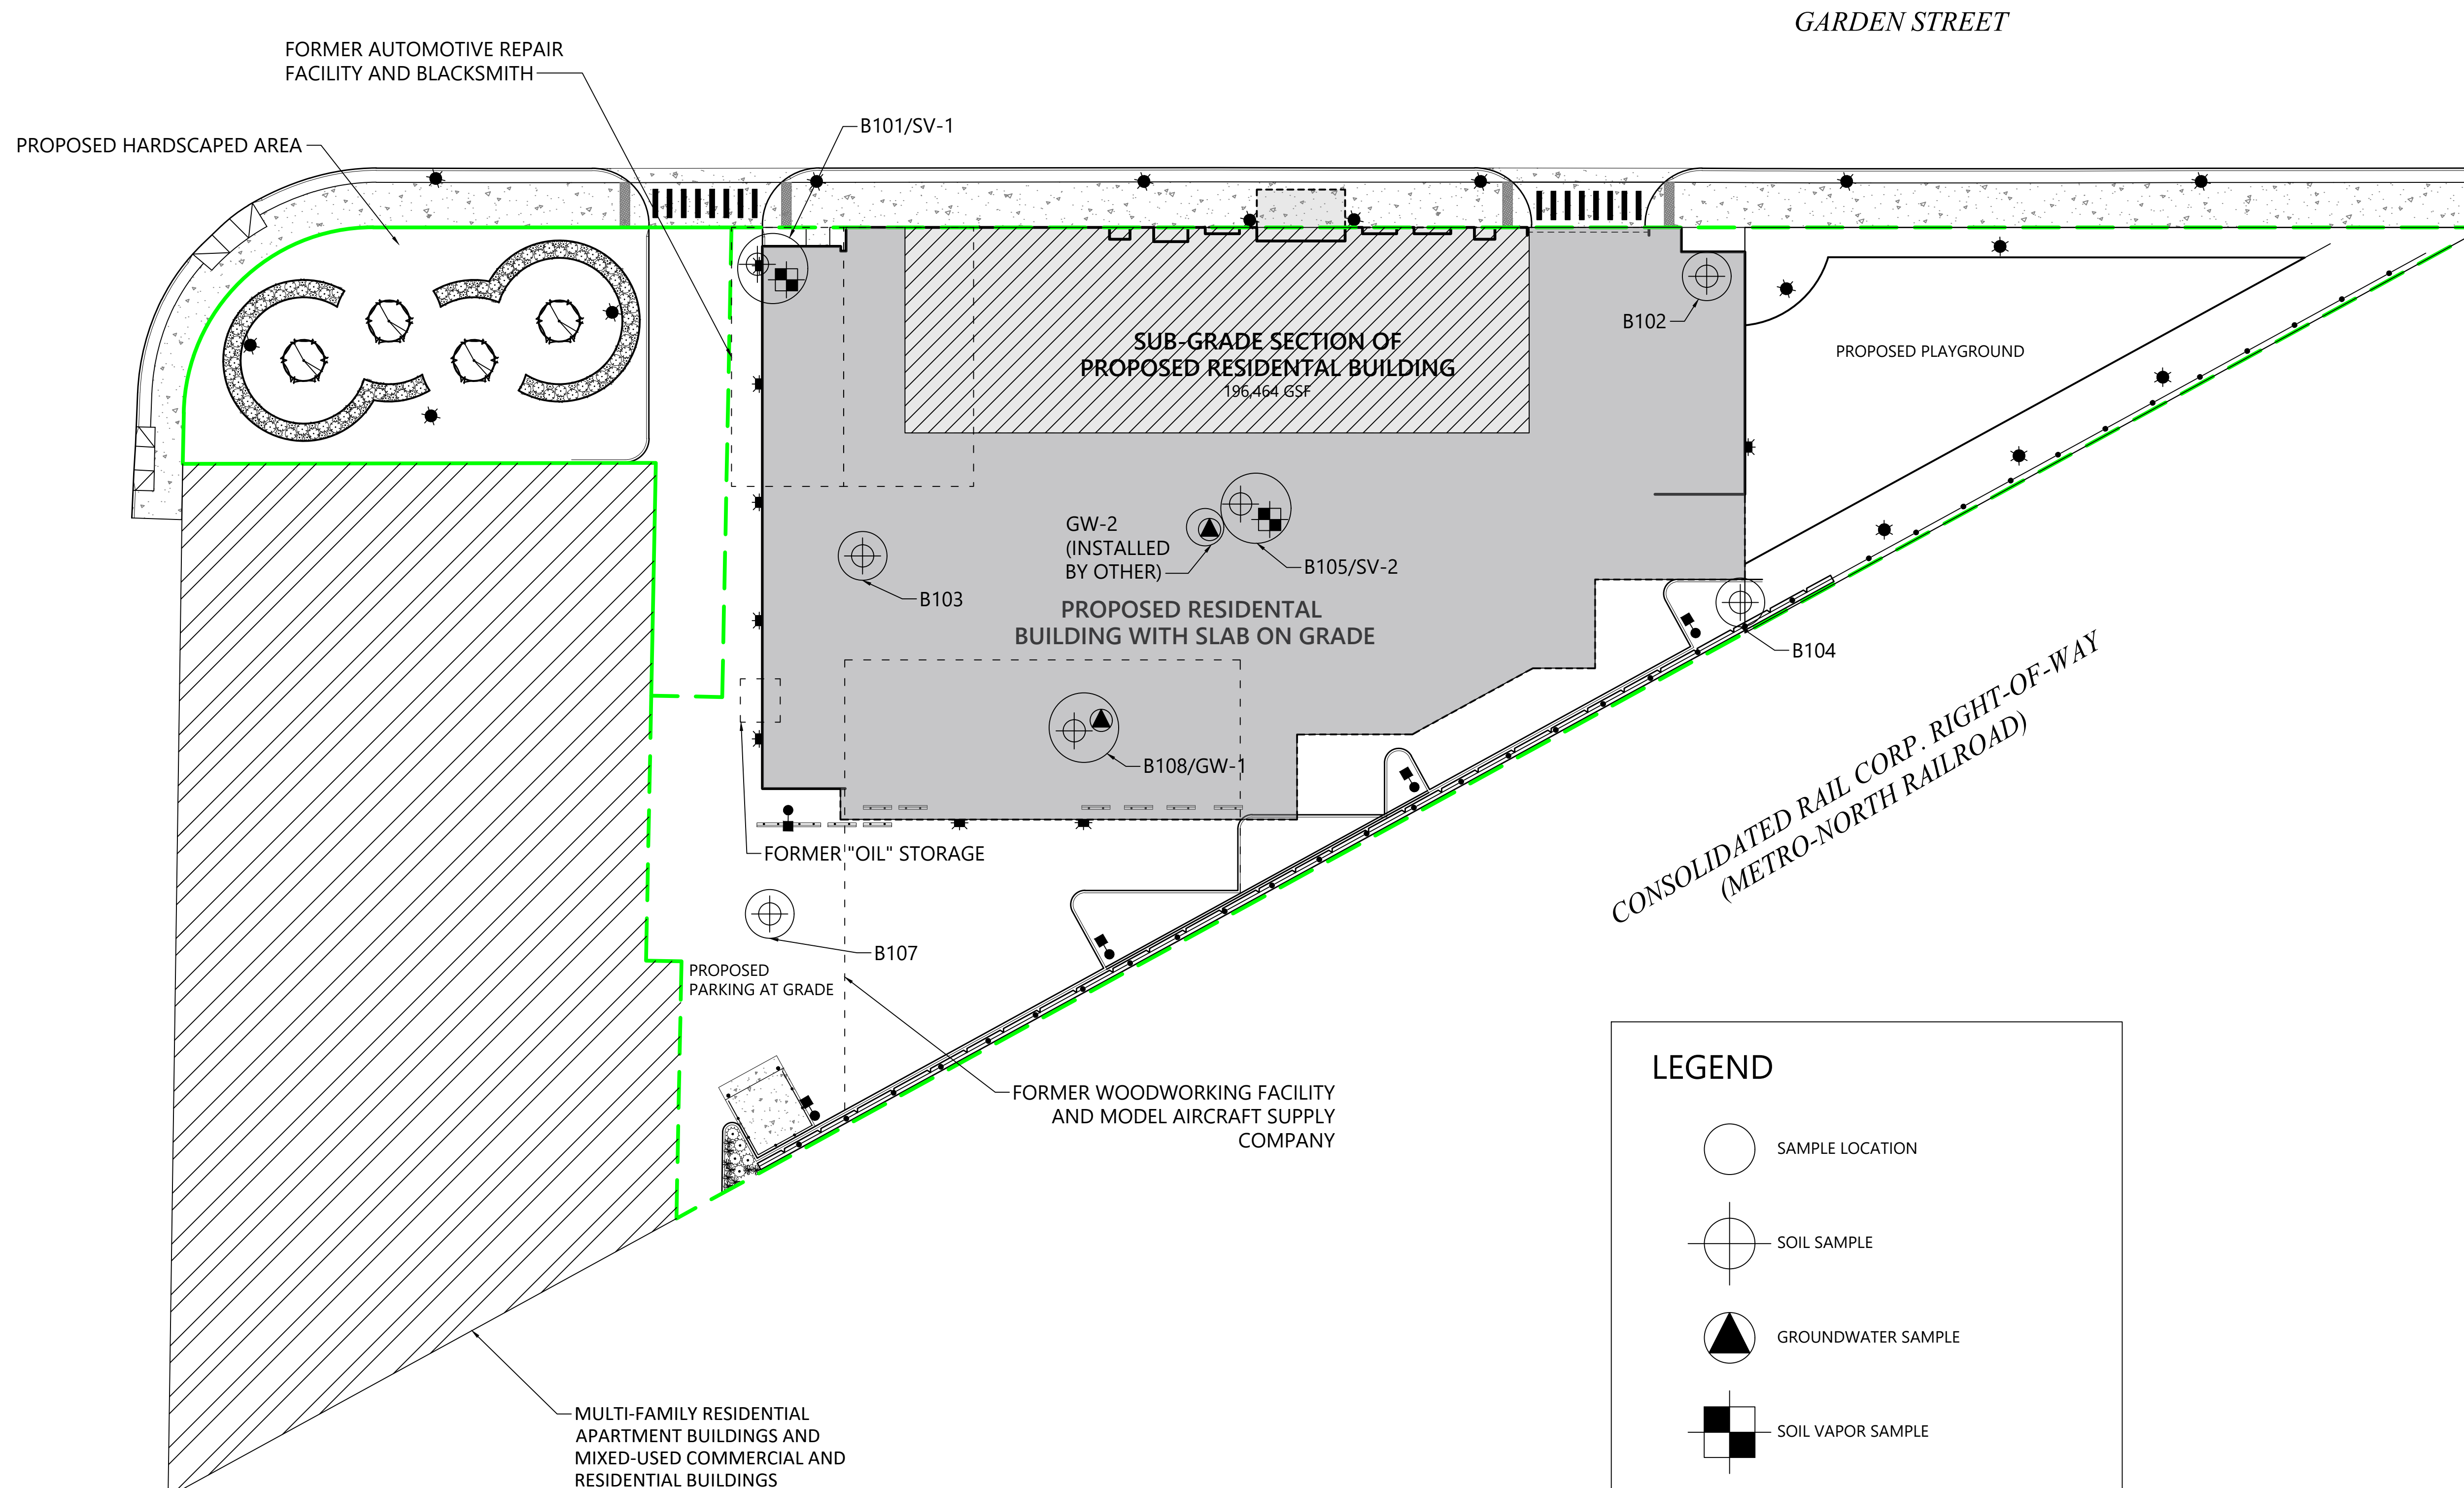 GARDEN STREET
FORMER AUTOMOTIVE REPAIR
FACILITY AND BLACKSMITH
PROPOSED HARDSCAPED AREA
B101/SV-1
B102
SUB-GRADE SECTION OF
PROPOSED RESIDENTAL BUILDING
196,464 GSF
PROPOSED PLAYGROUND
GW-2
(INSTALLED
BY OTHER)
B105/SV-2
B103
PROPOSED RESIDENTAL
BUILDING WITH SLAB ON GRADE
B104
CONSOLIDATED RAIL CORP. RIGHT-OF-WAY
(METRO-NORTH RAILROAD)
B108/GW-1
FORMER "OIL" STORAGE
B107
PROPOSED
PARKING AT GRADE
FORMER WOODWORKING FACILITY
AND MODEL AIRCRAFT SUPPLY
COMPANY
MULTI-FAMILY RESIDENTIAL
APARTMENT BUILDINGS AND
MIXED-USED COMMERCIAL AND
RESIDENTIAL BUILDINGS
LEGEND
SAMPLE LOCATION
SOIL SAMPLE
GROUNDWATER SAMPLE
SOIL VAPOR SAMPLE